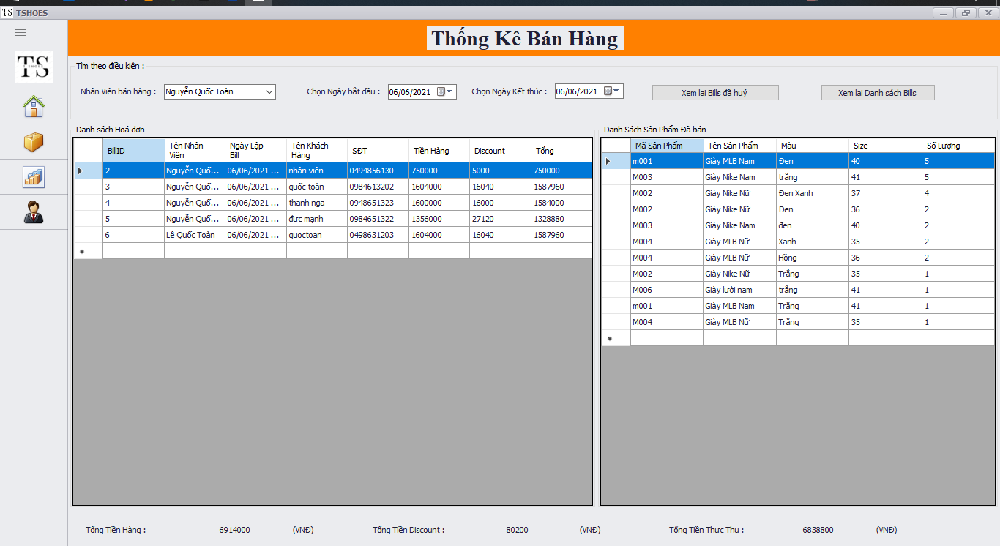 TS TSHOES
Thống Kê Bán Hàng
TS
SHOES
Tìm theo điều kiện :
Nhân Viên bán hàng : Nguyễn Quốc Toàn Chọn Ngày bắt đầu : 06/06/2021 Chọn Ngày Kết thúc : 06/06/2021 Xem lại Bills đã huỷ Xem lại Danh sách Bills
Danh sách Hoá đơn
BillID Tên Nhân Viên Ngày Lập Bill Tên Khách Hàng SĐT Tiền Hàng Discount Tổng
2 Nguyễn Quố... 06/06/2021 ... nhân viên 0494856130 750000 5000 750000
3 Nguyễn Quố... 06/06/2021 ... quốc toàn 0984613202 1604000 16040 1587960
4 Nguyễn Quố... 06/06/2021 ... thanh nga 0948651323 1600000 16000 1584000
5 Nguyễn Quố... 06/06/2021 ... đưc mạnh 0984651322 1356000 27120 1328880
6 Lê Quốc Toàn 06/06/2021 ... quoctoan 0498631203 1604000 16040 1587960
Danh Sách Sản Phẩm Đã bán
Mã Sản Phẩm Tên Sản Phẩm Màu Size Số Lượng
m001 Giày MLB Nam Đen 40 5
M003 Giày Nike Nam trắng 41 5
M002 Giày Nike Nữ Đen Xanh 37 4
M002 Giày Nike Nữ Đen 36 2
M003 Giày Nike Nam đen 40 2
M004 Giày MLB Nữ Xanh 35 2
M004 Giày MLB Nữ Hồng 36 2
M002 Giày Nike Nữ Trắng 35 1
M006 Giày lười nam trắng 41 1
m001 Giày MLB Nam Trắng 41 1
M004 Giày MLB Nữ Trắng 35 1
Tổng Tiền Hàng : 6914000 (VNĐ) Tổng Tiền Discount : 80200 (VNĐ) Tổng Tiền Thực Thu : 6838800 (VNĐ)